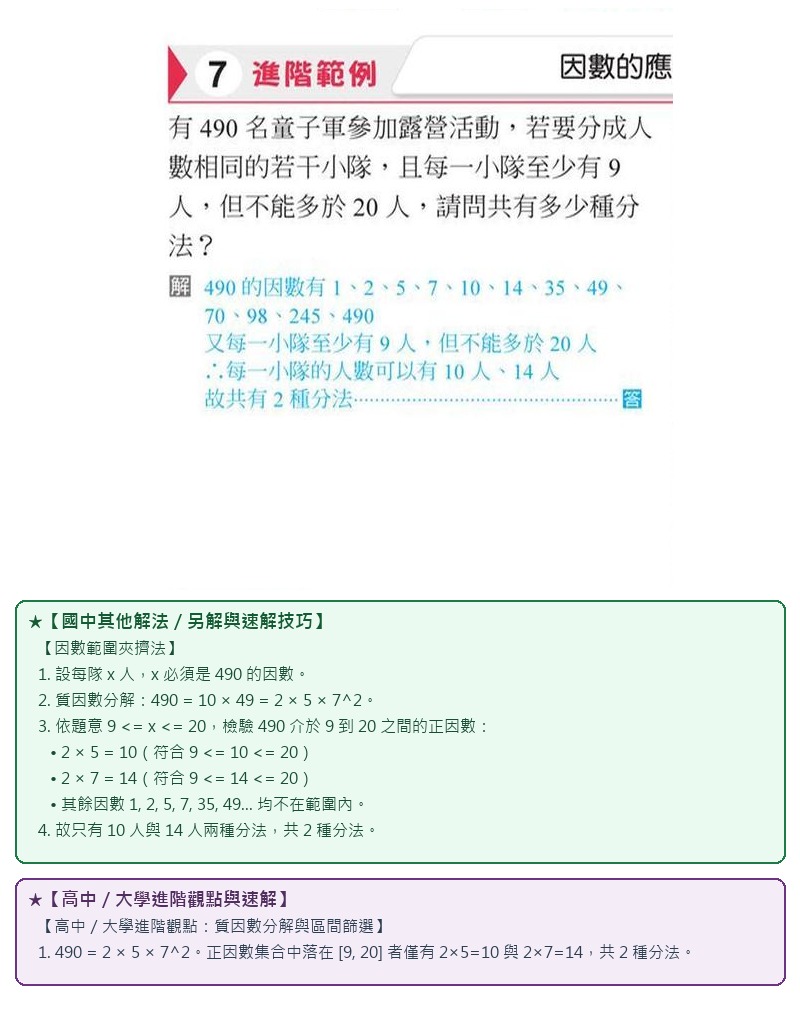 7 進階範例 因數的應
有 490 名童子軍參加露營活動，若要分成人
數相同的若干小隊，且每一小隊至少有 9
人，但不能多於 20 人，請問共有多少種分
法？
解 490 的因數有 1、2、5、7、10、14、35、49、
70、98、245、490
又每一小隊至少有 9 人，但不能多於 20 人
∴每一小隊的人數可以有 10 人、14 人
故共有 2 種分法⋯⋯⋯⋯⋯⋯⋯⋯⋯⋯⋯⋯ 答
★【國中其他解法 / 另解與速解技巧】
【因數範圍夾擠法】
1. 設每隊 x 人，x 必須是 490 的因數。
2. 質因數分解：490 = 10 × 49 = 2 × 5 × 7^2。
3. 依題意 9 <= x <= 20，檢驗 490 介於 9 到 20 之間的正因數：
• 2 × 5 = 10 ( 符合 9 <= 10 <= 20 )
• 2 × 7 = 14 ( 符合 9 <= 14 <= 20 )
• 其餘因數 1, 2, 5, 7, 35, 49... 均不在範圍內。
4. 故只有 10 人與 14 人兩種分法，共 2 種分法。
★【高中 / 大學進階觀點與速解】
【高中 / 大學進階觀點：質因數分解與區間篩選】
1. 490 = 2 × 5 × 7^2。正因數集合中落在 [9, 20] 者僅有 2×5=10 與 2×7=14，共 2 種分法。